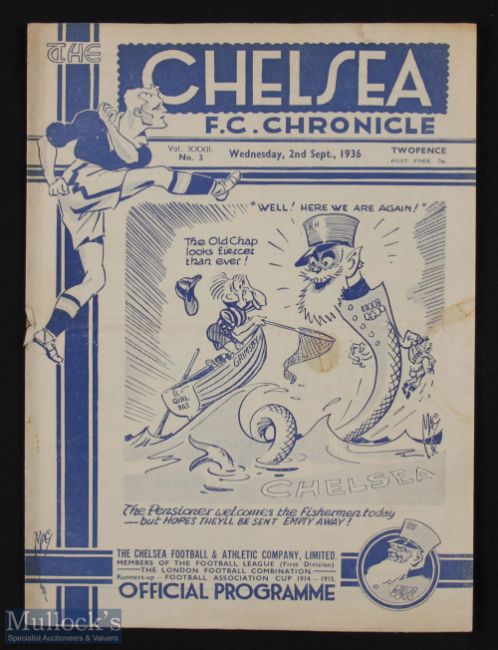 THE
CHELSEA
F.C. CHRONICLE
Vol. XXXII.
No. 3
Wednesday, 2nd Sept., 1936
TWOPENCE
POST FREE 3d.
"WELL! HERE WE ARE AGAIN!"
The Old Chap
looks fiercer
than ever!
RH
GRIMSBY
GIRL
PAT
CHELSEA
The Pensioner welcomes the Fishermen today
— but HOPES THEY'LL BE SENT EMPTY AWAY!
THE CHELSEA FOOTBALL & ATHLETIC COMPANY, LIMITED.
MEMBERS OF THE FOOTBALL LEAGUE (First Division)
— THE LONDON FOOTBALL COMBINATION. —
Runners-up — FOOTBALL ASSOCIATION CUP 1914-1915.
OFFICIAL PROGRAMME
Mullock's
Specialist Auctioneers & Valuers